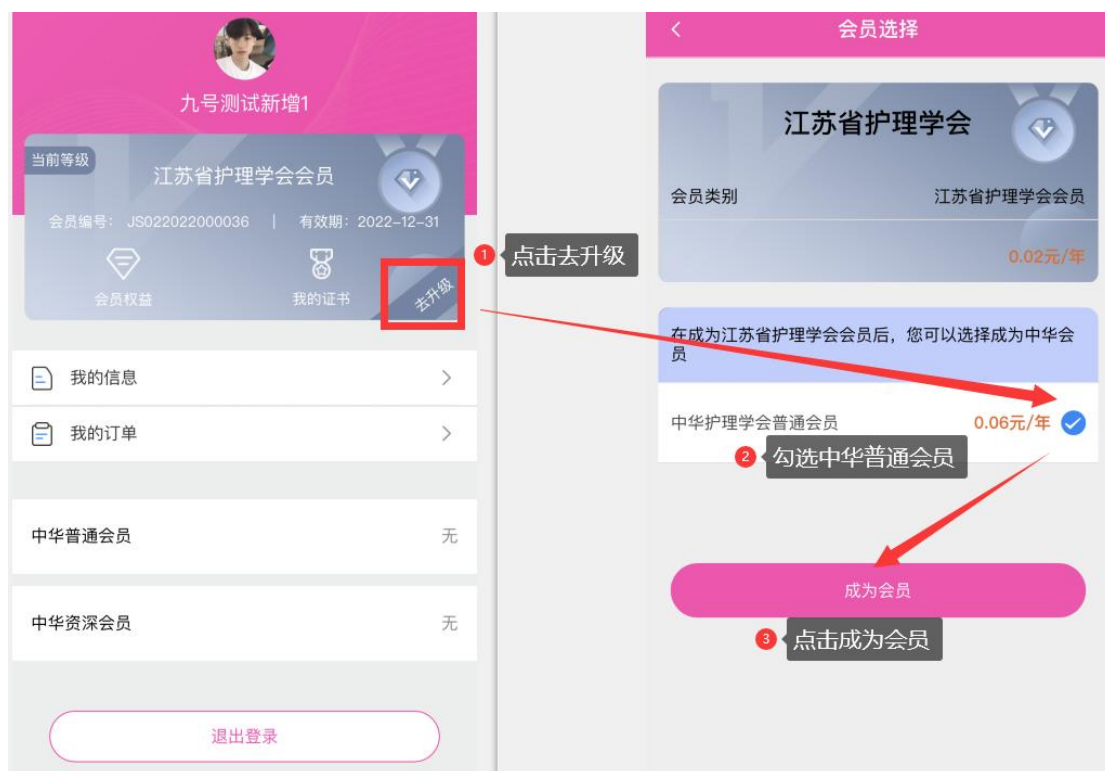 九号测试新增1
当前等级
江苏省护理学会会员
会员编号： JS022022000036 | 有效期：2022-12-31
会员权益
我的证书
去升级
1 点击去升级
我的信息
我的订单
中华普通会员 无
中华资深会员 无
退出登录
会员选择
江苏省护理学会
会员类别 江苏省护理学会会员
0.02元/年
在成为江苏省护理学会会员后，您可以选择成为中华会
员
中华护理学会普通会员 0.06元/年
2 勾选中华普通会员
成为会员
3 点击成为会员